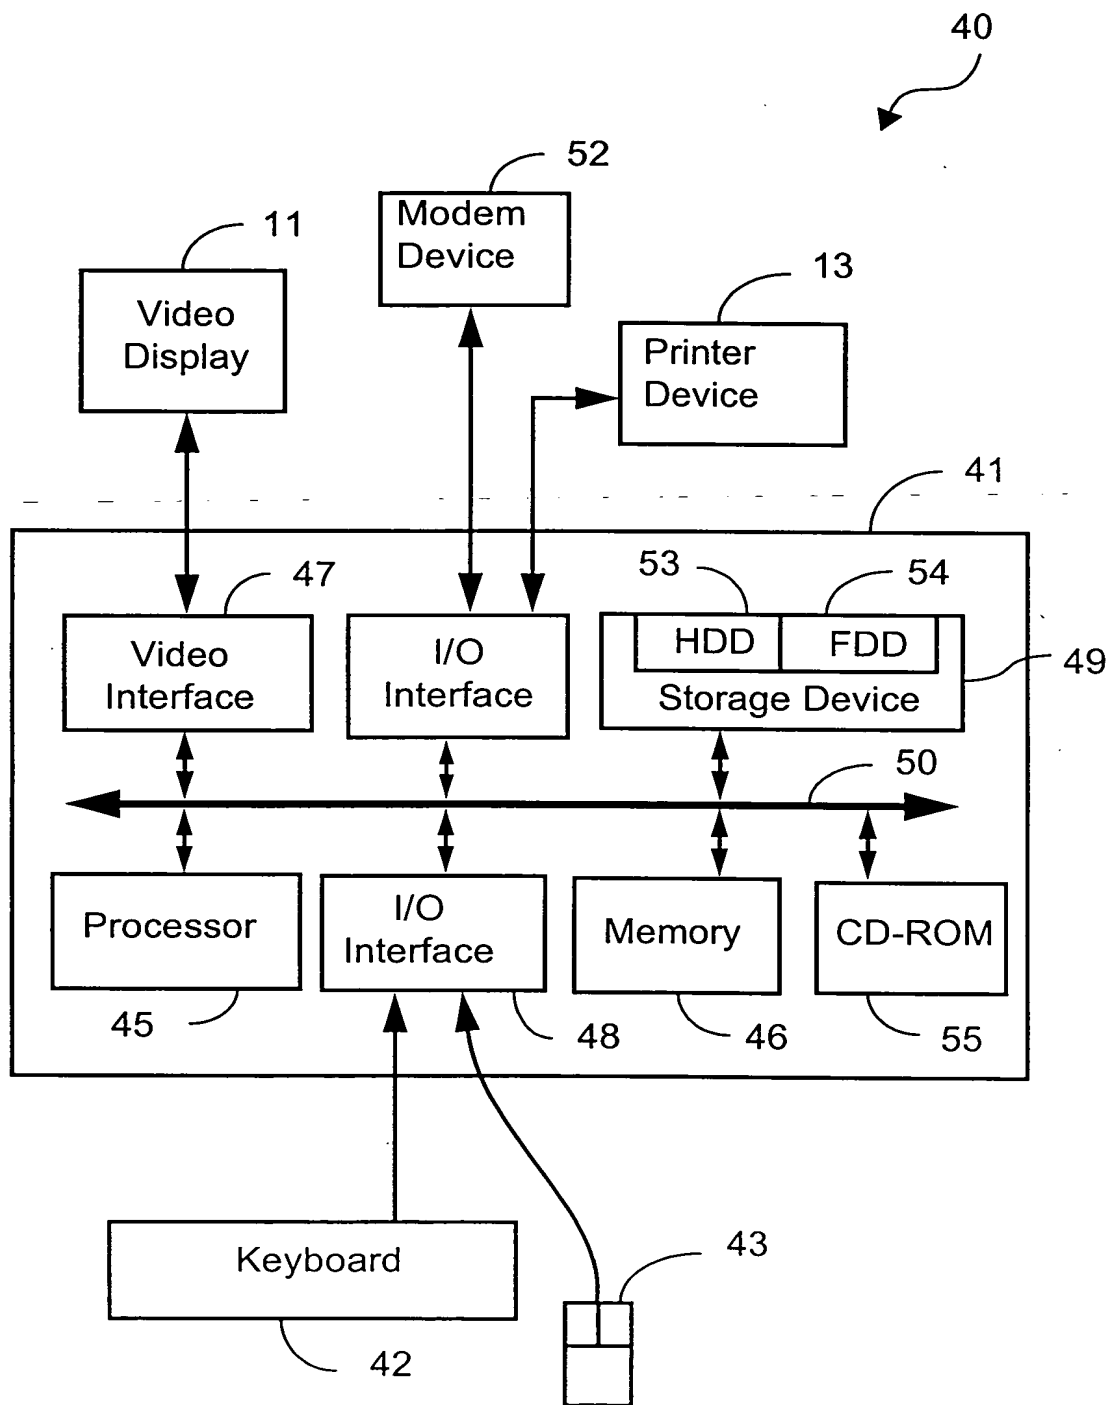 40
52
Modem
Device
11
Video
Display
13
Printer
Device
41
47
53
54
Video
Interface
I/O
Interface
HDD
FDD
Storage Device
49
50
Processor
I/O
Interface
Memory
CD-ROM
45
48
46
55
Keyboard
43
42